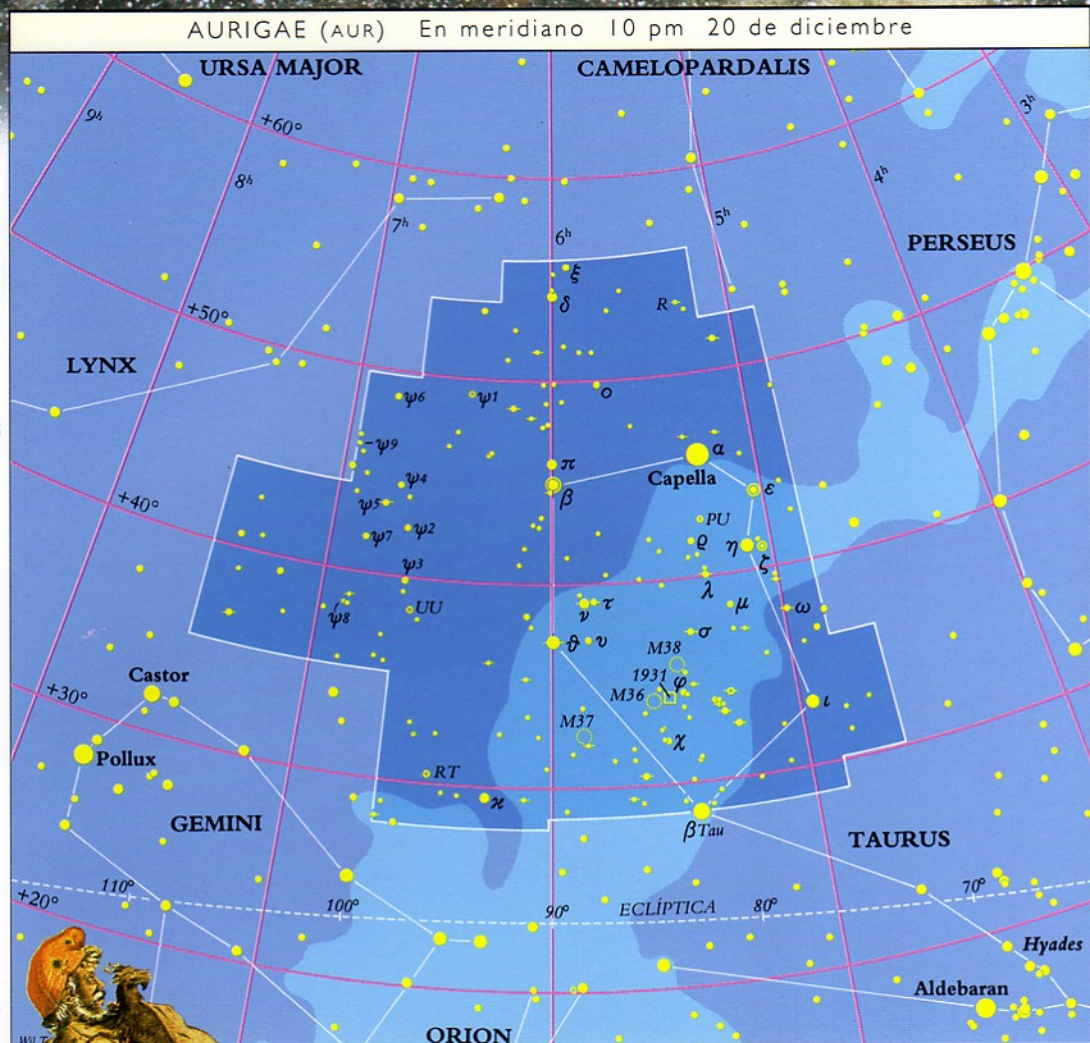 AURIGAE (AUR) En meridiano 10 pm 20 de diciembre
URSA MAJOR
CAMELOPARDALIS
9h
+60°
3h
8h
4h
7h
5h
6h
PERSEUS
ξ
δ
R
+50°
LYNX
ψ6
ψ1
ο
ψ9
α
π
Capella
ψ4
ε
β
+40°
ψ5
PU
ψ7
ψ2
ϱ
η
ζ
ψ3
λ
UU
τ
μ
ω
ν
ψ8
ϑ
υ
σ
M38
Castor
1931
φ
+30°
M36
ι
M37
χ
Pollux
RT
ϰ
GEMINI
βTau
TAURUS
110°
70°
+20°
100°
90°
ECLÍPTICA
80°
Hyades
Aldebaran
ORION
Wil T